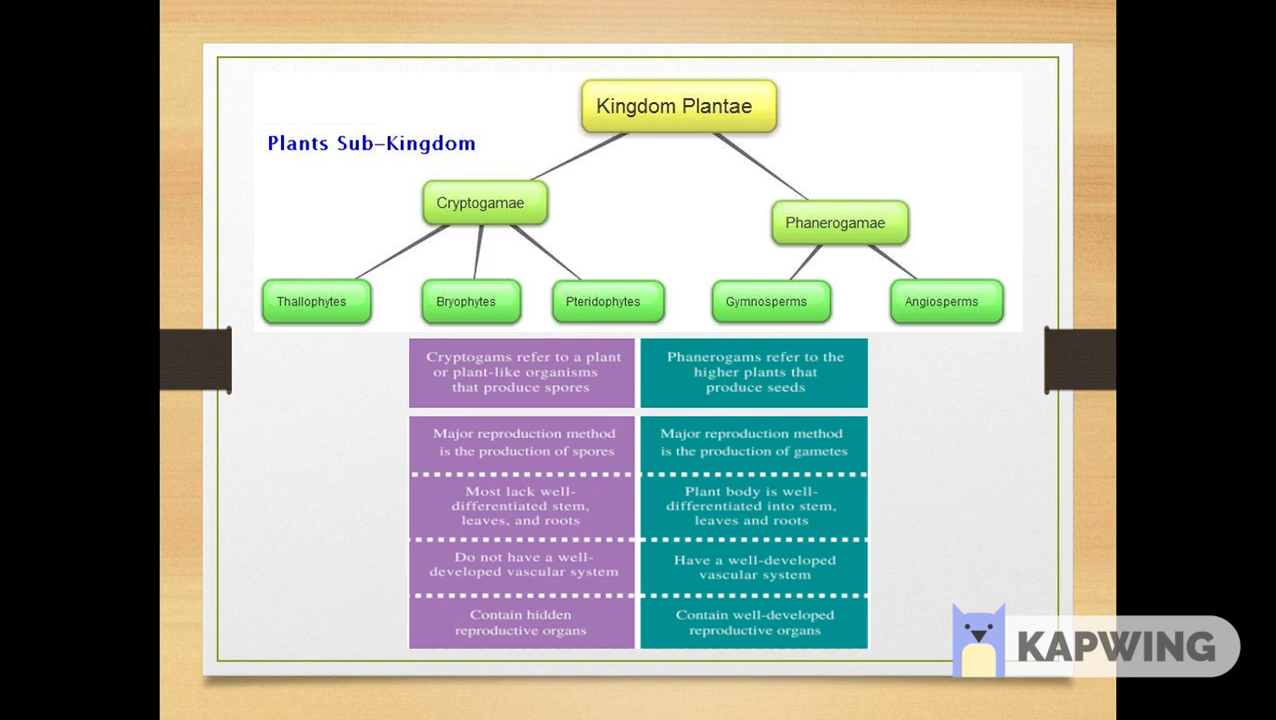 Kingdom Plantae
Plants Sub-Kingdom
Cryptogamae
Phanerogamae
Thallophytes
Bryophytes
Pteridophytes
Gymnosperms
Angiosperms
Cryptogams refer to a plant
or plant-like organisms
that produce spores
Phanerogams refer to the
higher plants that
produce seeds
Major reproduction method
is the production of spores
Major reproduction method
is the production of gametes
Most lack well-
differentiated stem,
leaves, and roots
Plant body is well-
differentiated into stem,
leaves and roots
Do not have a well-
developed vascular system
Have a well-developed
vascular system
Contain hidden
reproductive organs
Contain well-developed
reproductive organs
KAPWING